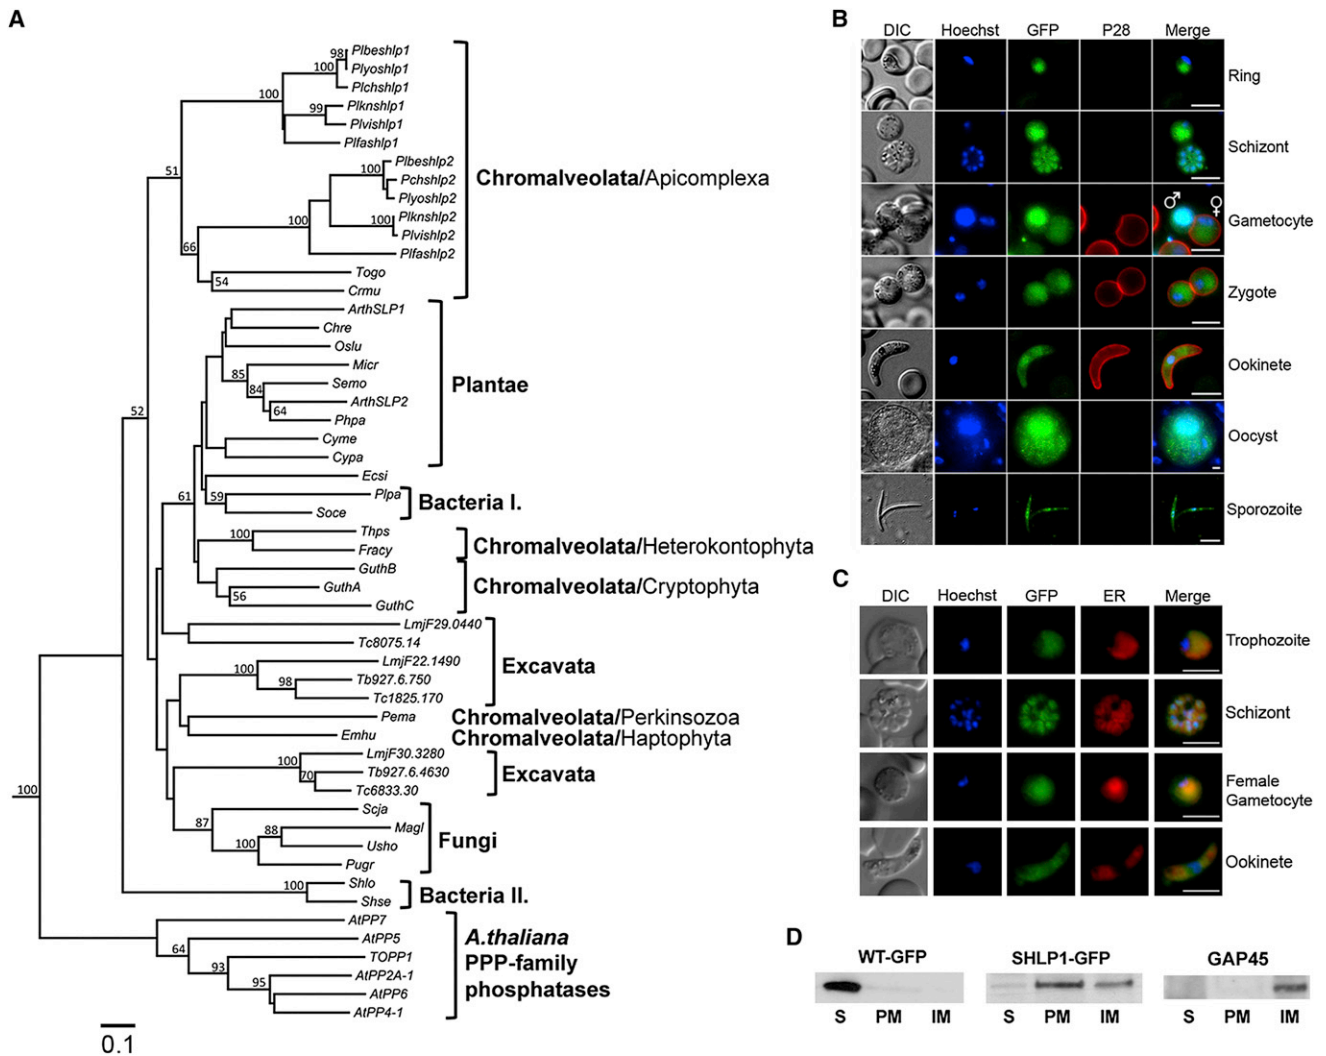 A
98
Plbeshlp1
Plyoshlp1
100
Plchshlp1
100
Plknshlp1
99
Plvishlp1
Plfashlp1
Plbeshlp2
100
Pchshlp2
Plyoshlp2
Plknshlp2
100
100
Plvishlp2
Plfashlp2
51
66
Togo
54
Crmu
Chromalveolata/Apicomplexa
ArthSLP1
Chre
Oslu
Micr
85
Semo
84
ArthSLP2
64
Phpa
Cyme
Cypa
Plantae
52
Ecsi
61
59
Plpa
Soce
Bacteria I.
Thps
100
Fracy
Chromalveolata/Heterokontophyta
GuthB
GuthA
56
GuthC
Chromalveolata/Cryptophyta
LmjF29.0440
Tc8075.14
LmjF22.1490
100
Tb927.6.750
98
Tc1825.170
Excavata
Pema
Chromalveolata/Perkinsozoa
Emhu
Chromalveolata/Haptophyta
LmjF30.3280
100
Tb927.6.4630
70
Tc6833.30
Excavata
100
Scja
87
Magl
88
Usho
100
Pugr
Fungi
Shlo
100
Shse
Bacteria II.
AtPP7
AtPP5
64
TOPP1
93
AtPP2A-1
95
AtPP6
AtPP4-1
A.thaliana
PPP-family
phosphatases
0.1
B
DIC Hoechst GFP P28 Merge
Ring
Schizont
♂ ♀
Gametocyte
Zygote
Ookinete
Oocyst
Sporozoite
C
DIC Hoechst GFP ER Merge
Trophozoite
Schizont
Female
Gametocyte
Ookinete
D
WT-GFP SHLP1-GFP GAP45
S PM IM S PM IM S PM IM